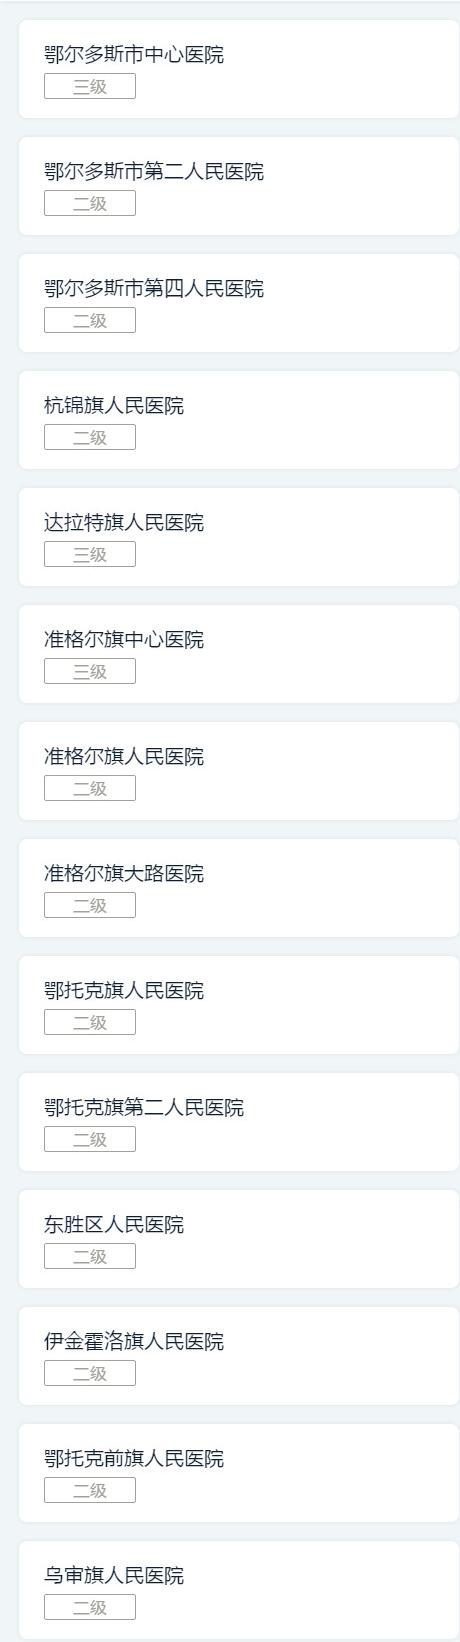 鄂尔多斯市中心医院
三级
鄂尔多斯市第二人民医院
二级
鄂尔多斯市第四人民医院
二级
杭锦旗人民医院
二级
达拉特旗人民医院
三级
准格尔旗中心医院
三级
准格尔旗人民医院
二级
准格尔旗大路医院
二级
鄂托克旗人民医院
二级
鄂托克旗第二人民医院
二级
东胜区人民医院
二级
伊金霍洛旗人民医院
二级
鄂托克前旗人民医院
二级
乌审旗人民医院
二级